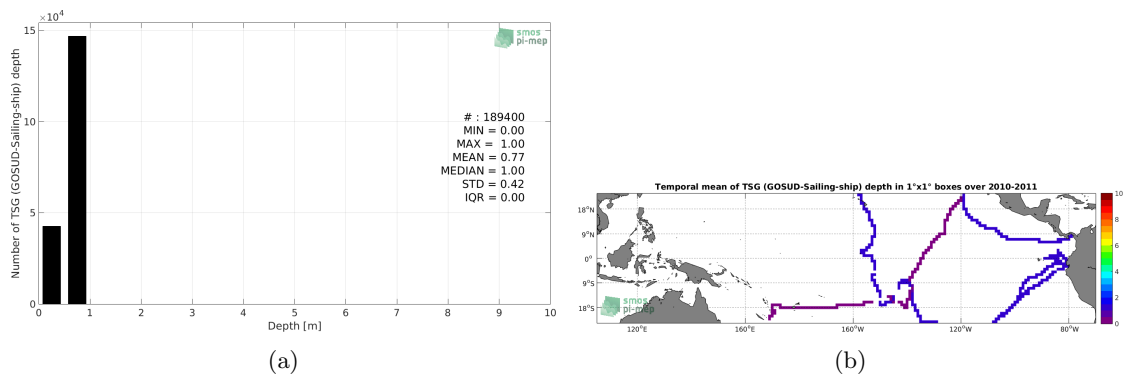 ×10⁴
15
10
5
0
Number of TSG (GOSUD-Sailing-ship) depth
smos
pi-mep
# : 189400
MIN = 0.00
MAX = 1.00
MEAN = 0.77
MEDIAN = 1.00
STD = 0.42
IQR = 0.00
0 1 2 3 4 5 6 7 8 9 10
Depth [m]
(a)
Temporal mean of TSG (GOSUD-Sailing-ship) depth in 1°x1° boxes over 2010-2011
18°N
9°N
0°
9°S
18°S
smos
pi-mep
120°E 160°E 160°W 120°W 80°W
10
8
6
4
2
0
(b)